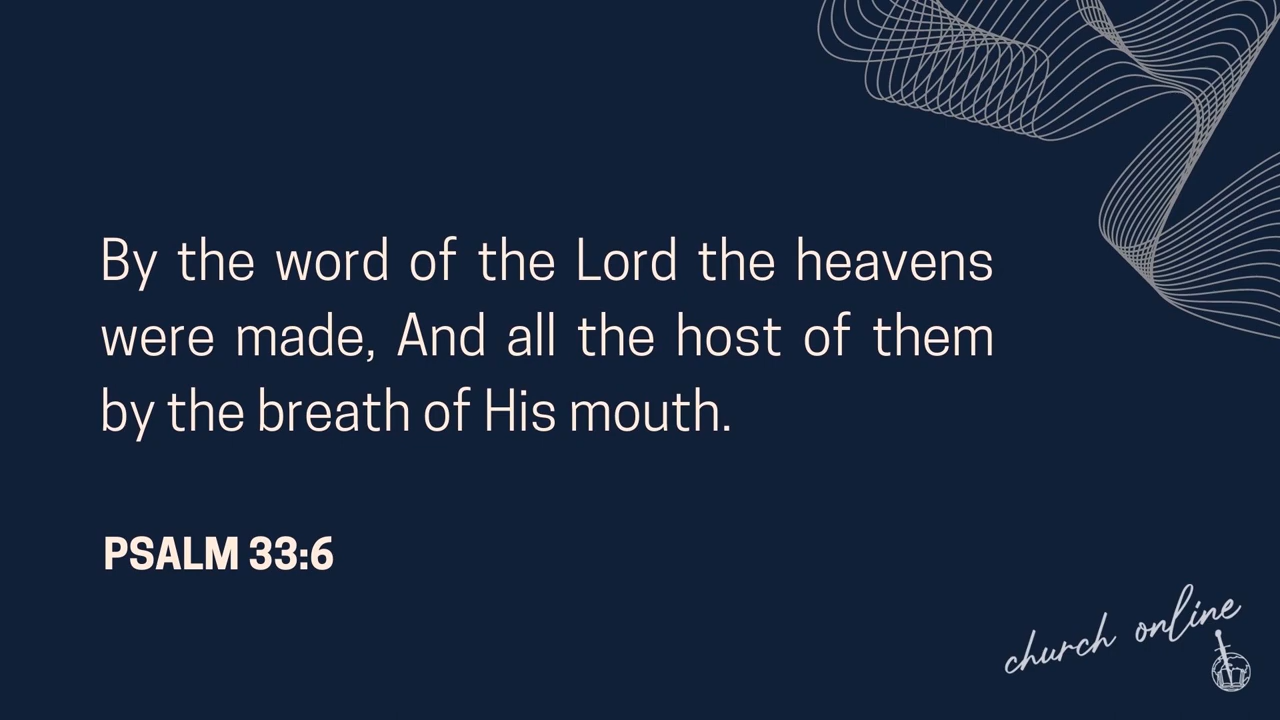 By the word of the Lord the heavens
were made, And all the host of them
by the breath of His mouth.
PSALM 33:6
church online